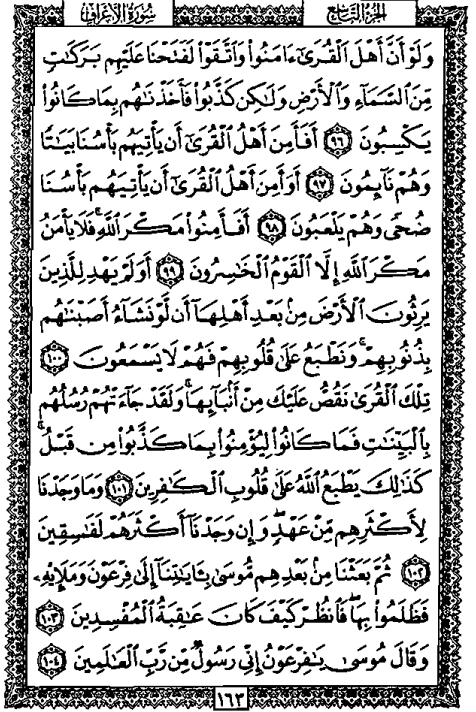 الجزء التاسع
سورة الأعراف
وَلَوْ أَنَّ أَهْلَ ٱلْقُرَىٰٓ ءَامَنُوا۟ وَٱتَّقَوْا۟ لَفَتَحْنَا عَلَيْهِم بَرَكَٰتٍ
مِّنَ ٱلسَّمَآءِ وَٱلْأَرْضِ وَلَٰكِن كَذَّبُوا۟ فَأَخَذْنَٰهُم بِمَا كَانُوا۟
يَكْسِبُونَ ٩٦ أَفَأَمِنَ أَهْلُ ٱلْقُرَىٰٓ أَن يَأْتِيَهُم بَأْسُنَا بَيَٰتًا
وَهُمْ نَآئِمُونَ ٩٧ أَوَأَمِنَ أَهْلُ ٱلْقُرَىٰٓ أَن يَأْتِيَهُم بَأْسُنَا
ضُحًى وَهُمْ يَلْعَبُونَ ٩٨ أَفَأَمِنُوا۟ مَكْرَ ٱللَّهِ ۚ فَلَا يَأْمَنُ
مَكْرَ ٱللَّهِ إِلَّا ٱلْقَوْمُ ٱلْخَٰسِرُونَ ٩٩ أَوَلَمْ يَهْدِ لِلَّذِينَ
يَرِثُونَ ٱلْأَرْضَ مِنۢ بَعْدِ أَهْلِهَآ أَن لَّوْ نَشَآءُ أَصَبْنَٰهُم
بِذُنُوبِهِمْ ۚ وَنَطْبَعُ عَلَىٰ قُلُوبِهِمْ فَهُمْ لَا يَسْمَعُونَ ١٠٠
تِلْكَ ٱلْقُرَىٰ نَقُصُّ عَلَيْكَ مِنْ أَنۢبَآئِهَا ۚ وَلَقَدْ جَآءَتْهُمْ رُسُلُهُم
بِٱلْبَيِّنَٰتِ فَمَا كَانُوا۟ لِيُؤْمِنُوا۟ بِمَا كَذَّبُوا۟ مِن قَبْلُ ۚ
كَذَٰلِكَ يَطْبَعُ ٱللَّهُ عَلَىٰ قُلُوبِ ٱلْكَٰفِرِينَ ١٠١ وَمَا وَجَدْنَا
لِأَكْثَرِهِم مِّنْ عَهْدٍ ۖ وَإِن وَجَدْنَآ أَكْثَرَهُمْ لَفَٰسِقِينَ
١٠٢ ثُمَّ بَعَثْنَا مِنۢ بَعْدِهِم مُّوسَىٰ بِـَٔايَٰتِنَآ إِلَىٰ فِرْعَوْنَ وَمَلَإِي۟هِۦ
فَظَلَمُوا۟ بِهَا ۖ فَٱنظُرْ كَيْفَ كَانَ عَٰقِبَةُ ٱلْمُفْسِدِينَ ١٠٣
وَقَالَ مُوسَىٰ يَٰفِرْعَوْنُ إِنِّى رَسُولٌ مِّن رَّبِّ ٱلْعَٰلَمِينَ ١٠٤
١٦٣